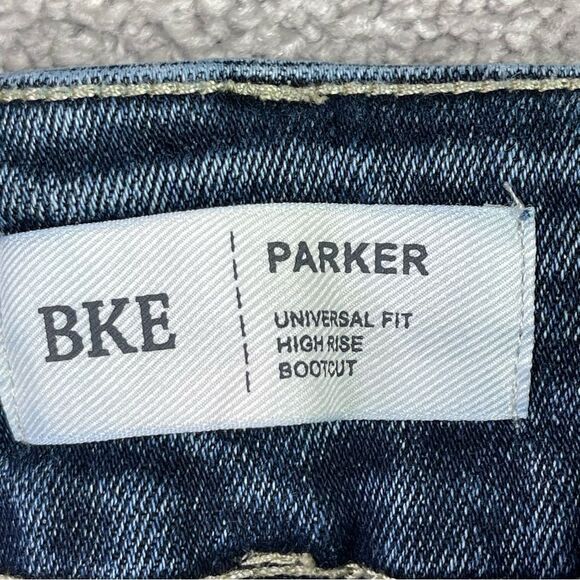 BKE
PARKER
UNIVERSAL FIT
HIGH RISE
BOOTCUT